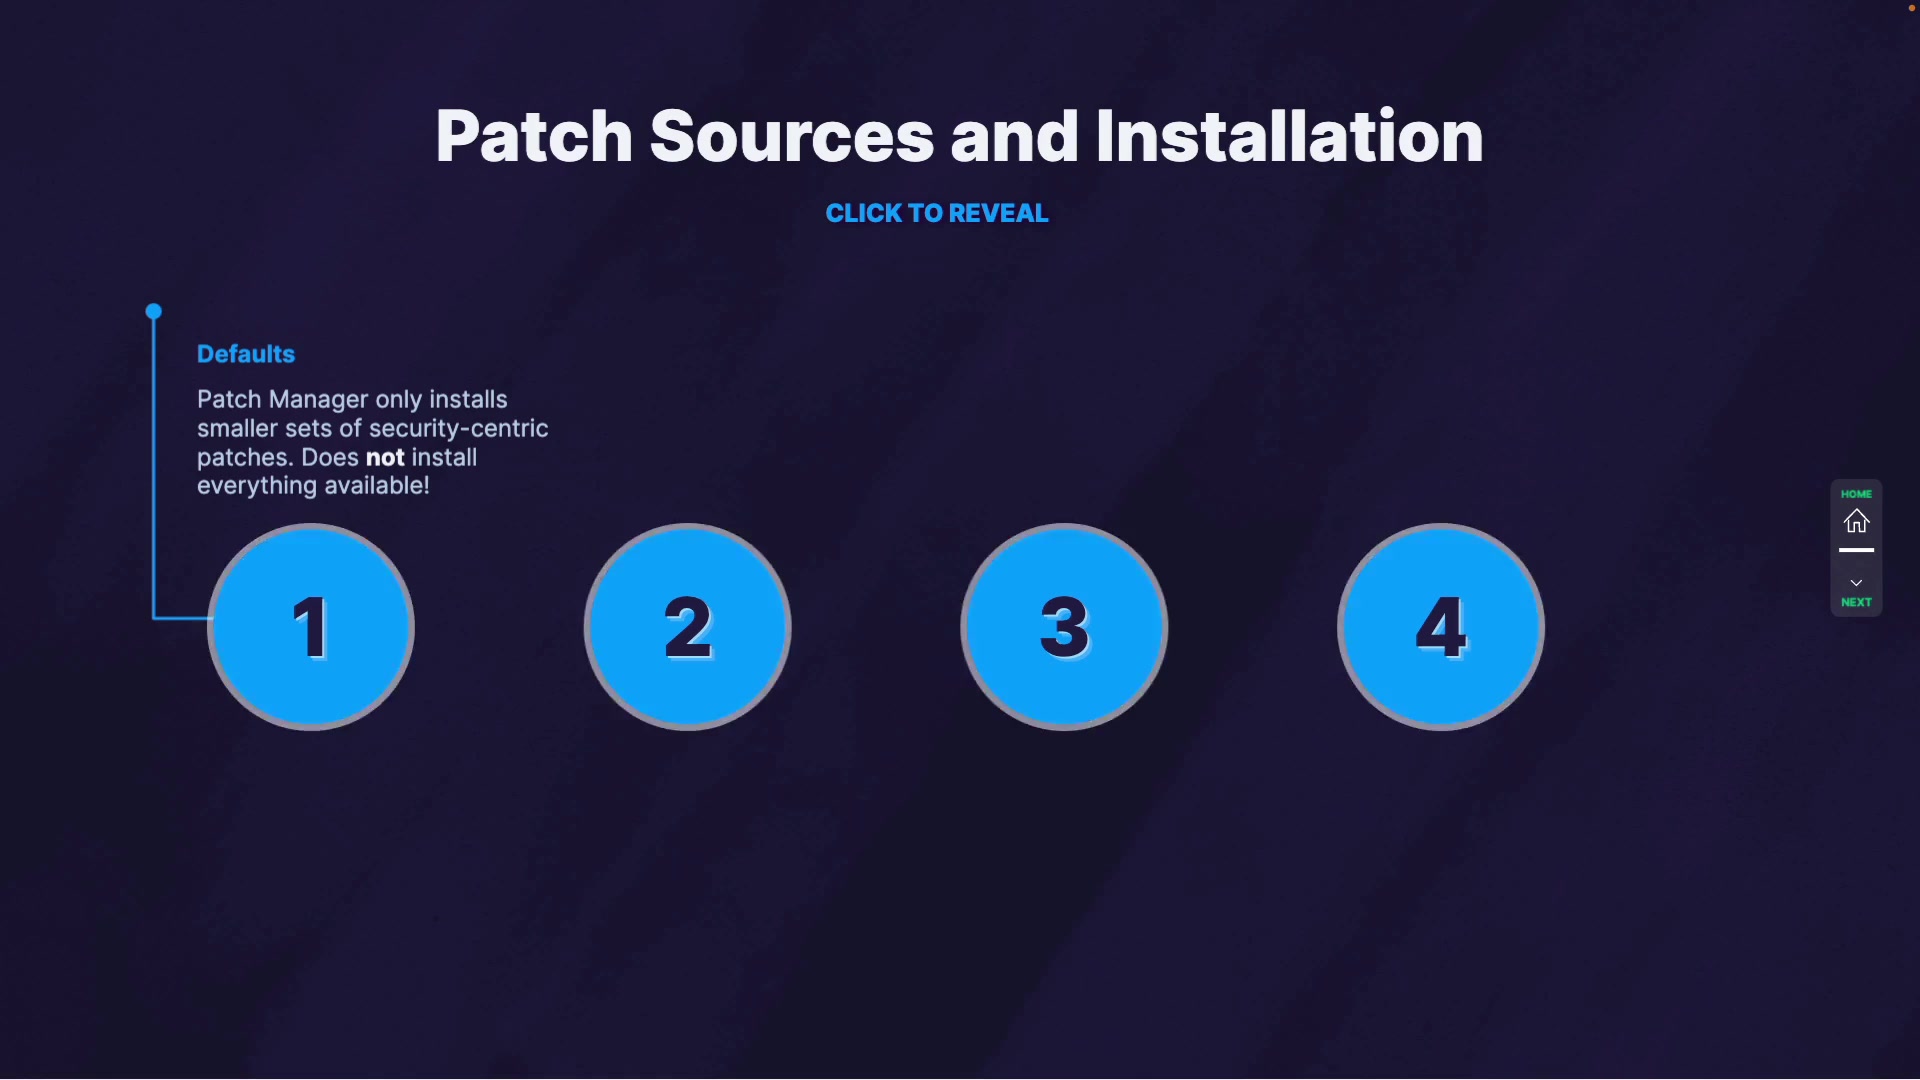 Patch Sources and Installation
CLICK TO REVEAL
Defaults
Patch Manager only installs
smaller sets of security-centric
patches. Does not install
everything available!
1
2
3
4
HOME
NEXT